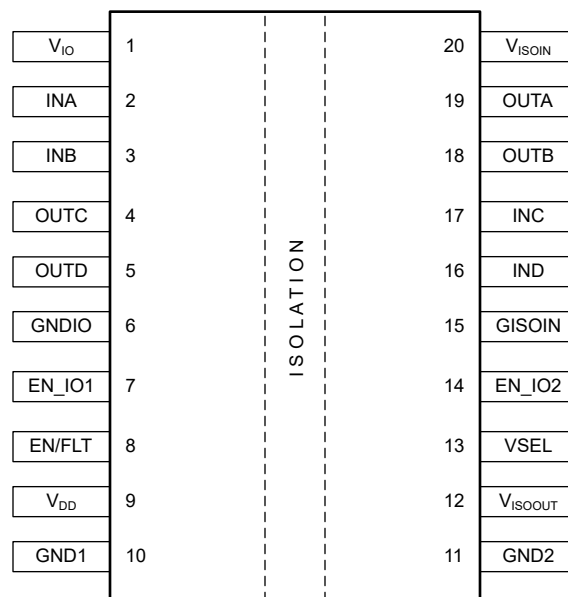 VIO 1 20 VISOIN
INA 2 19 OUTA
INB 3 18 OUTB
OUTC 4 17 INC
OUTD 5 16 IND
GNDIO 6 15 GISOIN
EN_IO1 7 14 EN_IO2
EN/FLT 8 13 VSEL
VDD 9 12 VISOOUT
GND1 10 11 GND2
ISOLATION